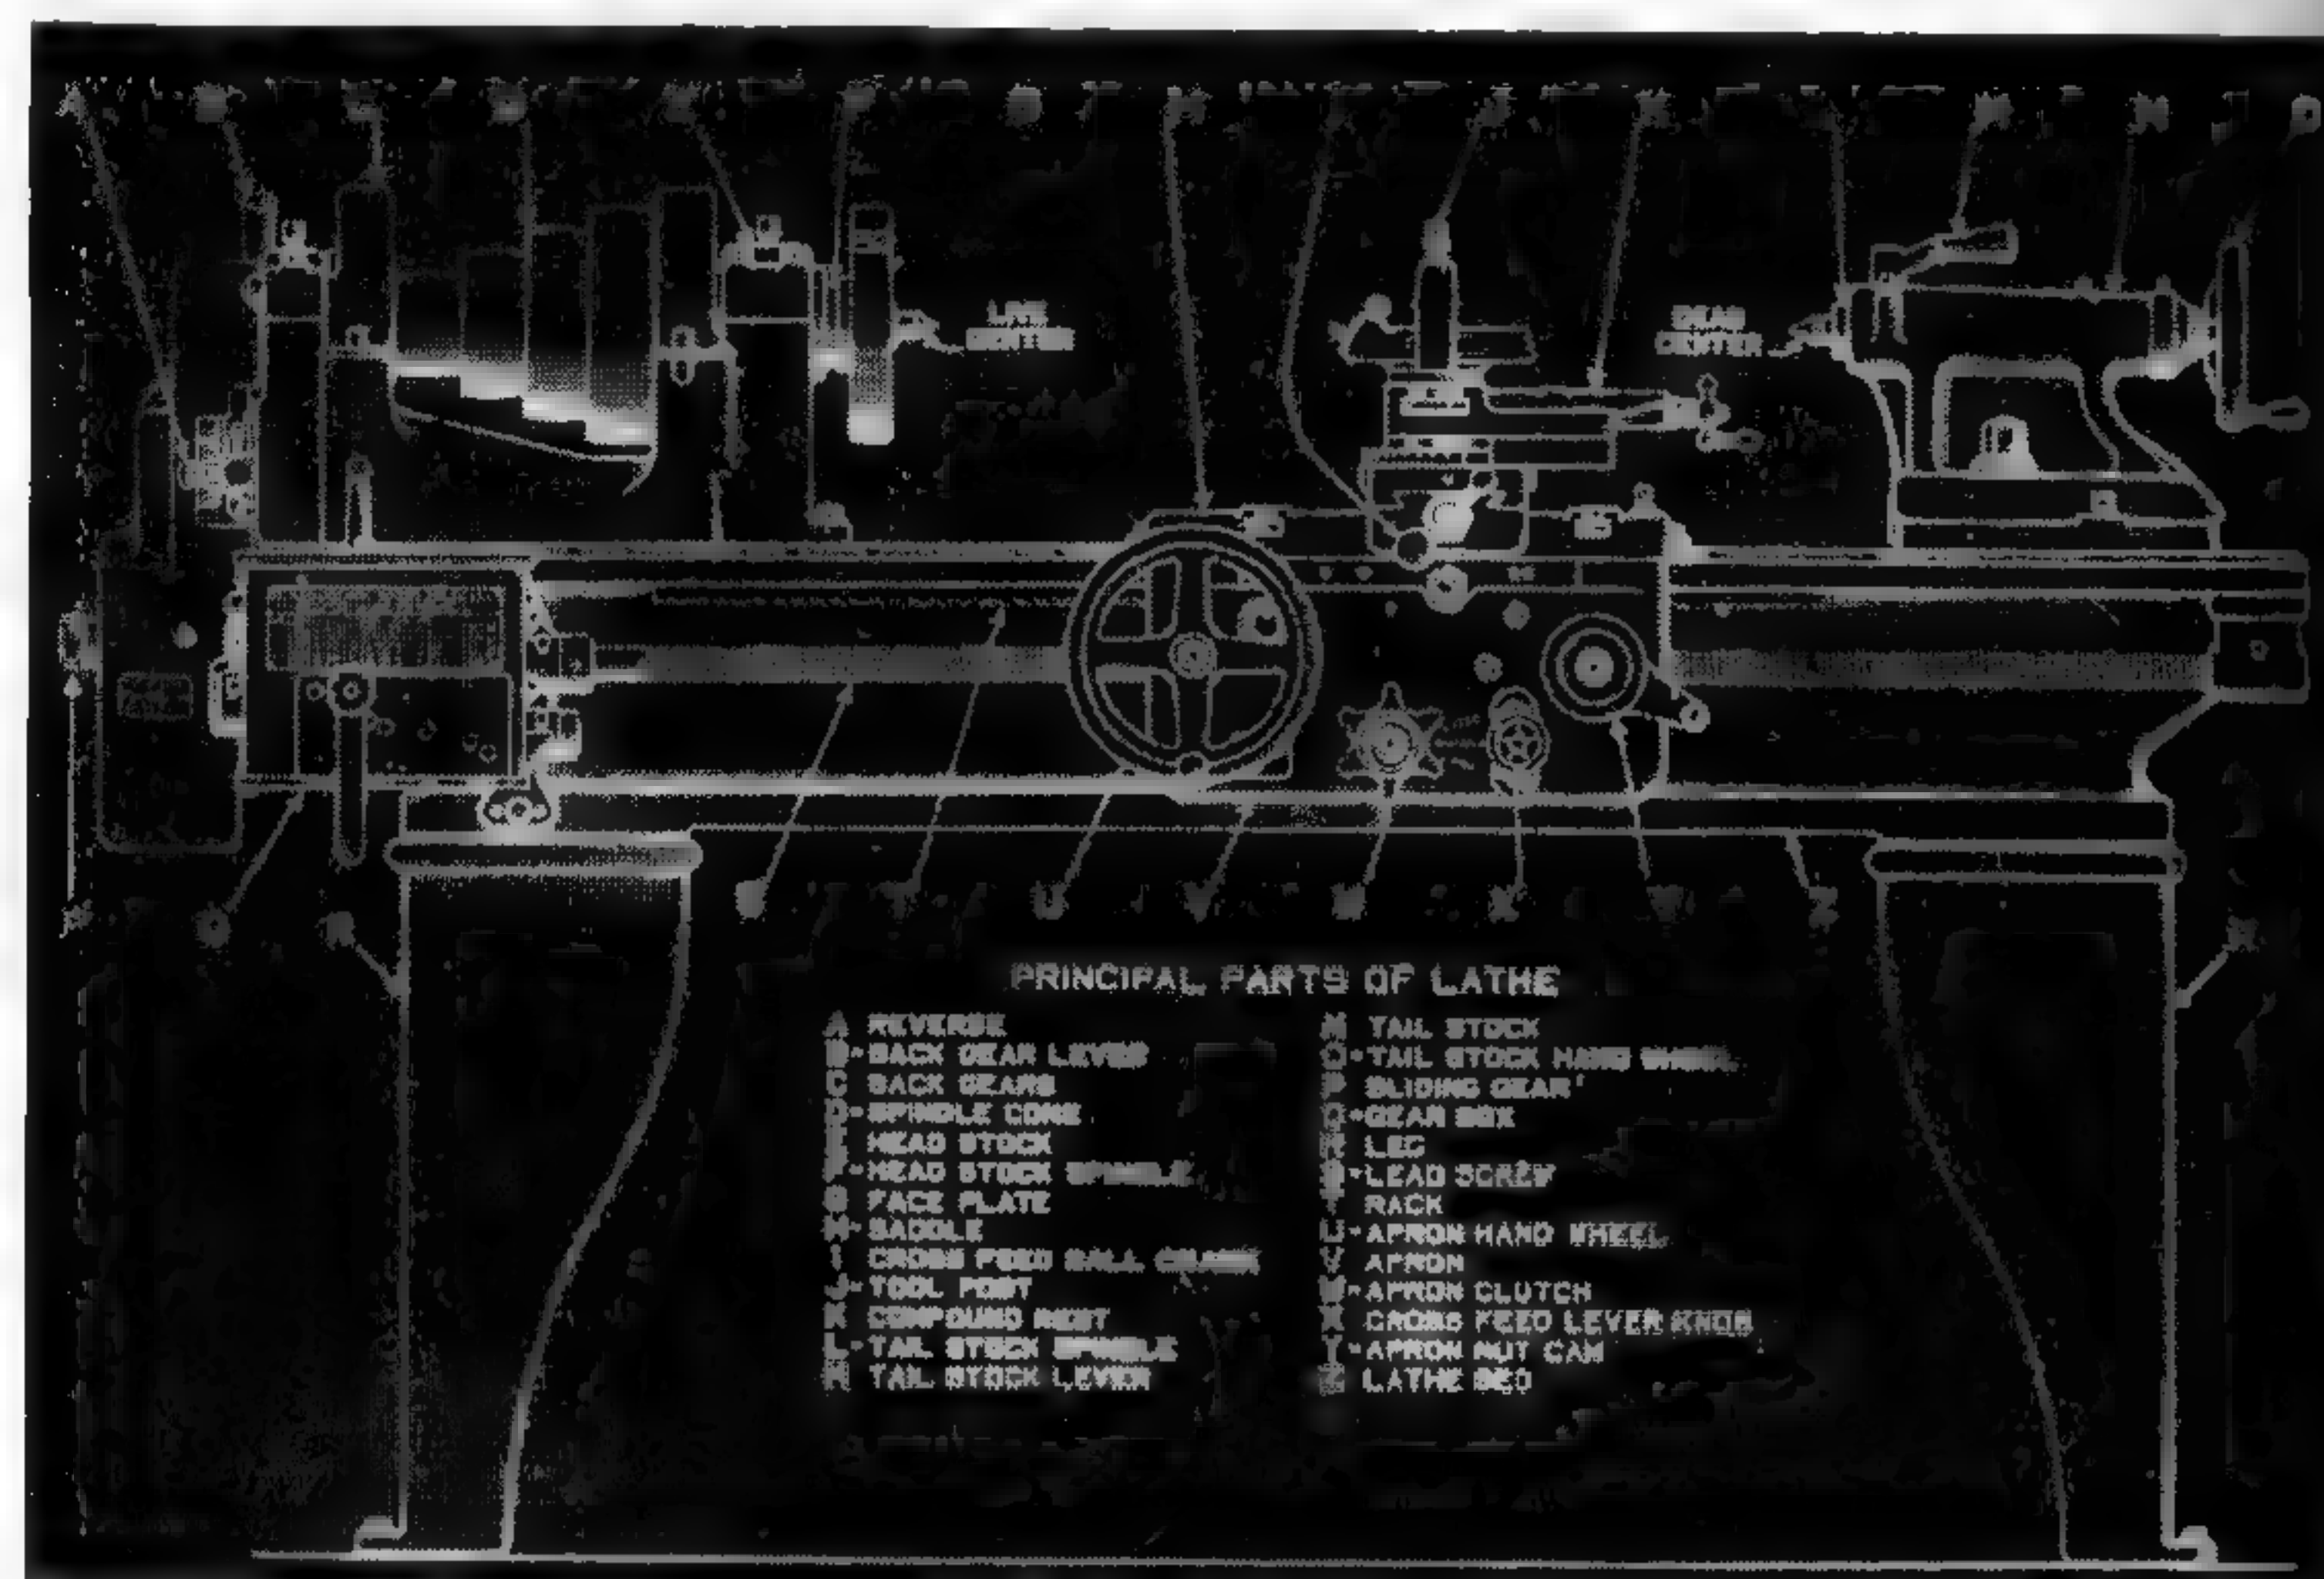 LIVE
CENTER
DEAD
CENTER
PRINCIPAL PARTS OF LATHE
A REVERSE
B-BACK GEAR LEVER
C BACK GEARS
D-SPINDLE CONE
E HEAD STOCK
F-HEAD STOCK SPINDLE
G FACE PLATE
H-SADDLE
I CROSS FEED BALL CRANK
J-TOOL POST
K COMPOUND REST
L-TAIL STOCK SPINDLE
M TAIL STOCK LEVER
N TAIL STOCK
O-TAIL STOCK HAND WHEEL
P SLIDING GEAR
Q-GEAR BOX
R LEG
S-LEAD SCREW
T RACK
U-APRON HAND WHEEL
V APRON
W-APRON CLUTCH
X CROSS FEED LEVER KNOB
Y-APRON NUT CAM
Z LATHE BED